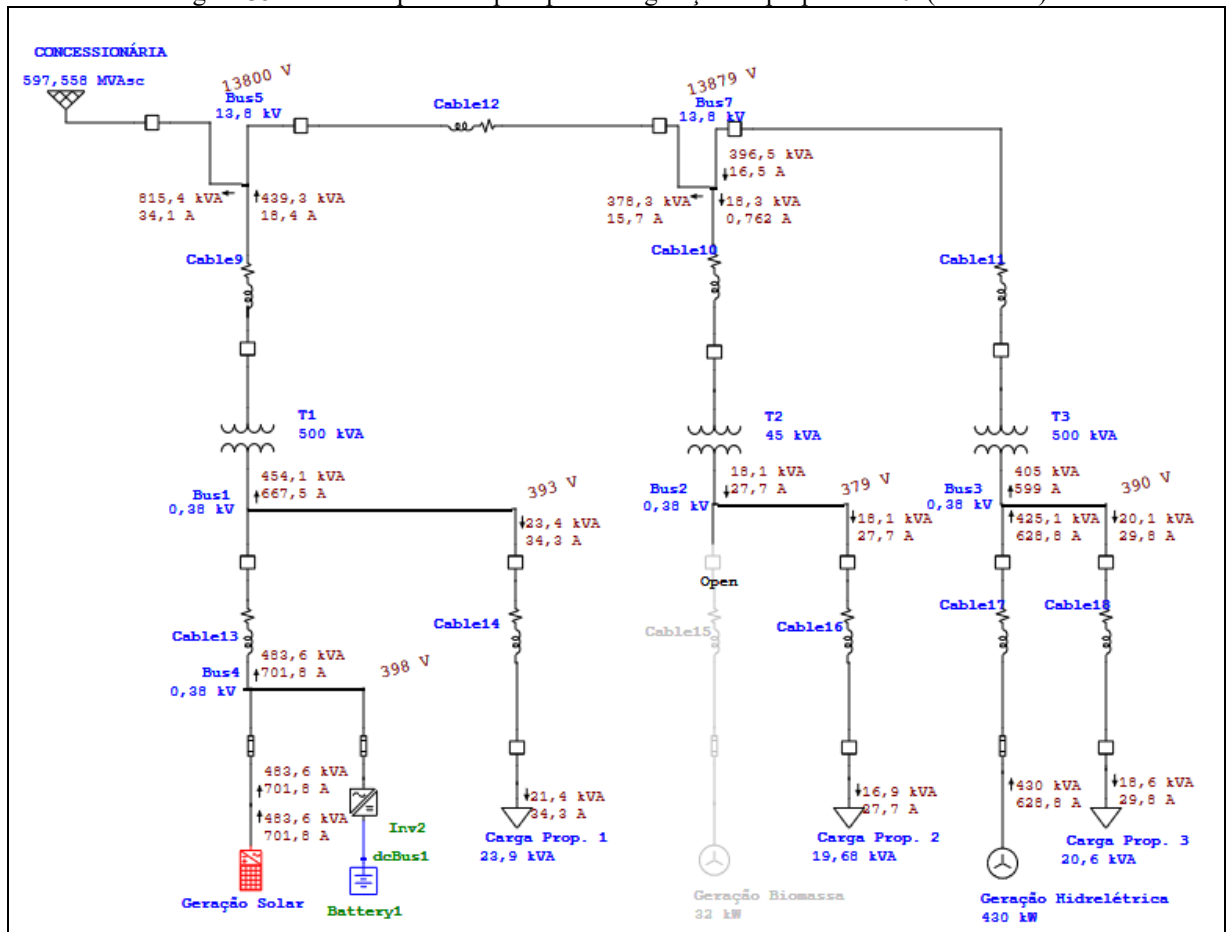 CONCESSIONÁRIA
597,558 MVAsc
13800 V
Bus5
13,8 kV
Cable12
13879 V
Bus7
13,8 kV
396,5 kVA
16,5 A
815,4 kVA
34,1 A
439,3 kVA
18,4 A
378,3 kVA
15,7 A
18,3 kVA
0,762 A
Cable9
Cable10
Cable11
T1
500 kVA
T2
45 kVA
T3
500 kVA
454,1 kVA
667,5 A
Bus1
0,38 kV
393 V
23,4 kVA
34,3 A
18,1 kVA
27,7 A
Bus2
0,38 kV
379 V
18,1 kVA
27,7 A
405 kVA
599 A
Bus3
0,38 kV
390 V
425,1 kVA
628,8 A
20,1 kVA
29,8 A
Open
Cable13
Cable14
Cable15
Cable16
Cable17
Cable18
483,6 kVA
701,8 A
Bus4
0,38 kV
398 V
483,6 kVA
701,8 A
483,6 kVA
701,8 A
Inv2
dcBus1
Geração Solar
Battery1
21,4 kVA
34,3 A
Carga Prop. 1
23,9 kVA
16,9 kVA
27,7 A
Carga Prop. 2
19,68 kVA
430 kVA
628,8 A
18,6 kVA
29,8 A
Carga Prop. 3
20,6 kVA
Geração Biomassa
32 kW
Geração Hidrelétrica
430 kW